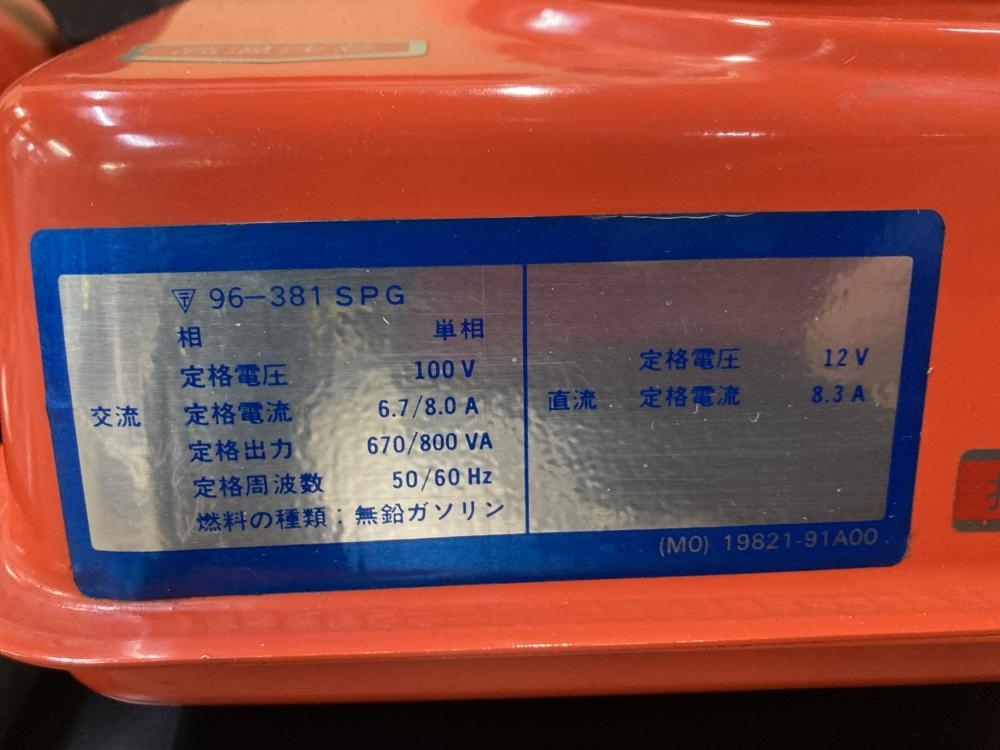 96-381 SPG
相 単相
定格電圧 100 V
交流 定格電流 6.7/8.0 A
定格出力 670/800 VA
定格周波数 50/60 Hz
燃料の種類：無鉛ガソリン
定格電圧 12 V
直流 定格電流 8.3 A
(MO) 19821-91A00